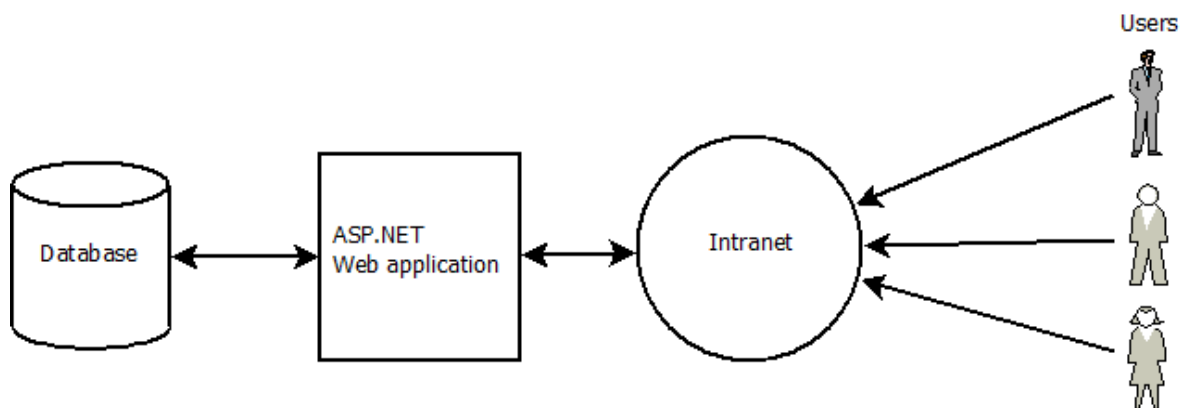 Users
Database
ASP.NET
Web application
Intranet